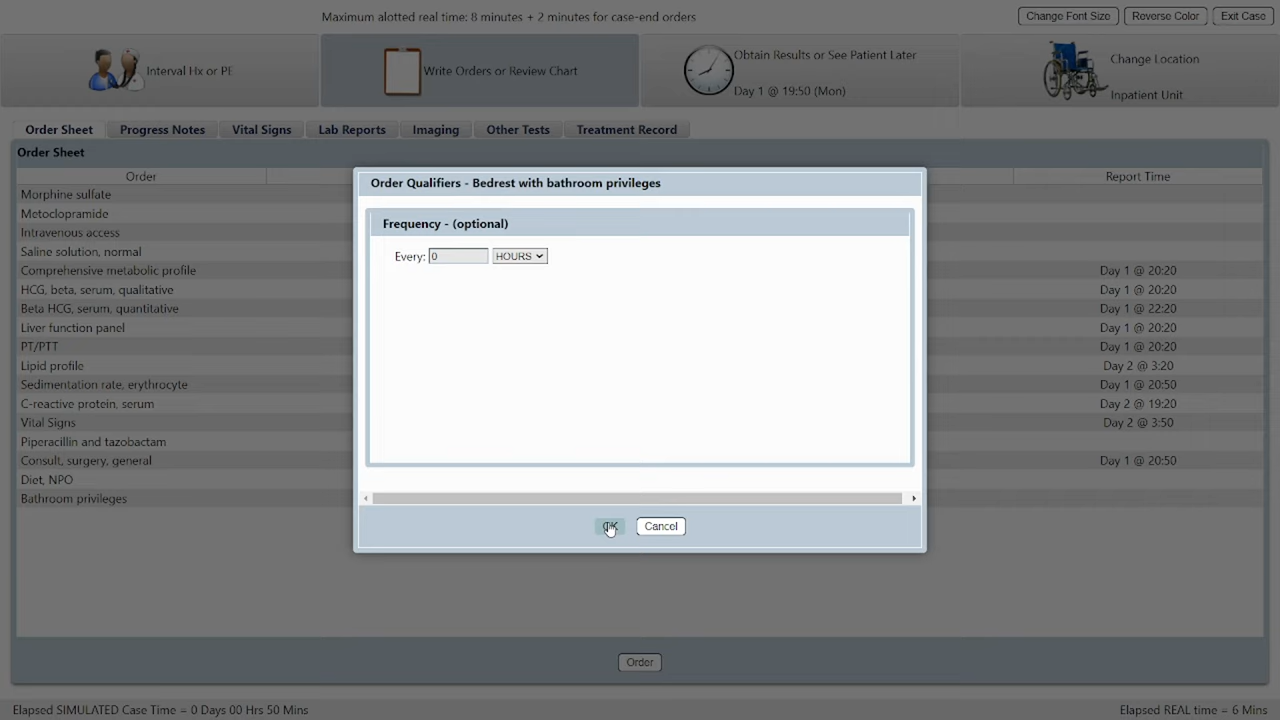 Maximum alotted real time: 8 minutes + 2 minutes for case-end orders
Change Font Size
Reverse Color
Exit Case
Interval Hx or PE
Write Orders or Review Chart
Obtain Results or See Patient Later
Day 1 @ 19:50 (Mon)
Change Location
Inpatient Unit
Order Sheet
Progress Notes
Vital Signs
Lab Reports
Imaging
Other Tests
Treatment Record
Order Sheet
Order
Report Time
Morphine sulfate
Metoclopramide
Intravenous access
Saline solution, normal
Comprehensive metabolic profile Day 1 @ 20:20
HCG, beta, serum, qualitative Day 1 @ 20:20
Beta HCG, serum, quantitative Day 1 @ 22:20
Liver function panel Day 1 @ 20:20
PT/PTT Day 1 @ 20:20
Lipid profile Day 2 @ 3:20
Sedimentation rate, erythrocyte Day 1 @ 20:50
C-reactive protein, serum Day 2 @ 19:20
Vital Signs Day 2 @ 3:50
Piperacillin and tazobactam
Consult, surgery, general Day 1 @ 20:50
Diet, NPO
Bathroom privileges
Order Qualifiers - Bedrest with bathroom privileges
Frequency - (optional)
Every: 0 HOURS
OK
Cancel
Order
Elapsed SIMULATED Case Time = 0 Days 00 Hrs 50 Mins
Elapsed REAL time = 6 Mins